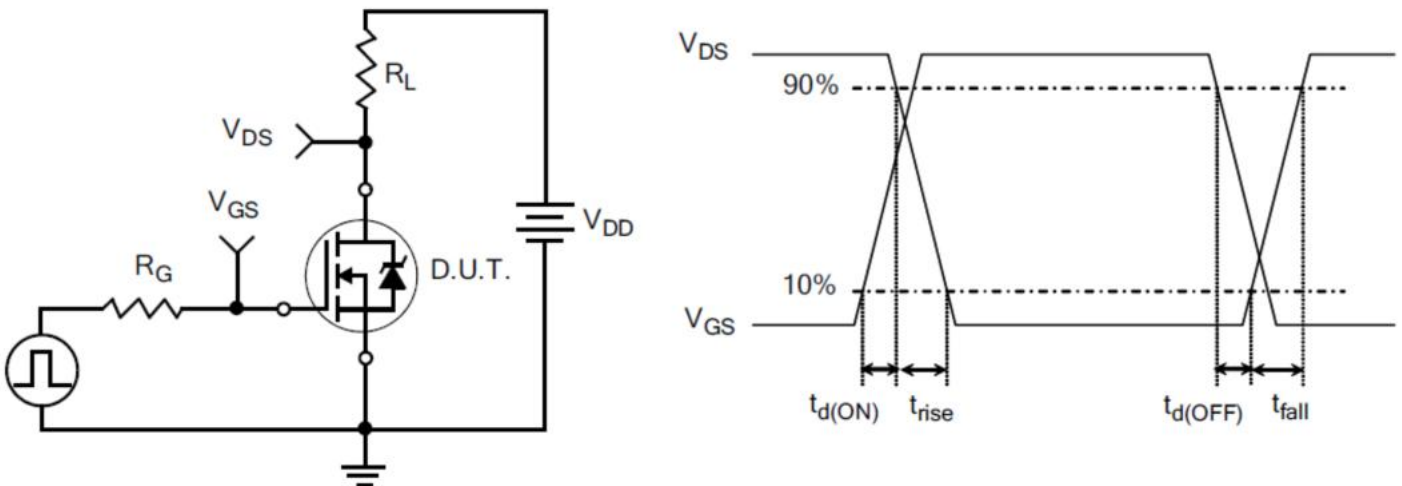 R_L
V_DS
V_GS
R_G
D.U.T.
V_DD
V_DS
90%
10%
V_GS
t_d(ON)
t_rise
t_d(OFF)
t_fall